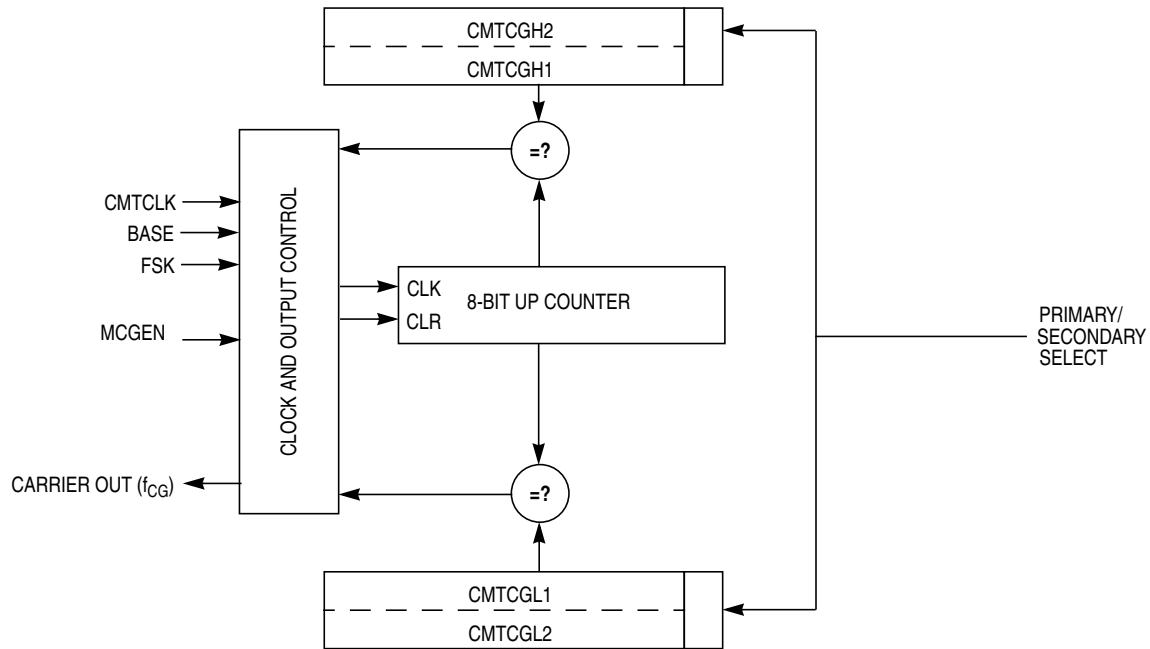 CMTCGH2
CMTCGH1
=?
CMTCLK
BASE
FSK
MCGEN
CLOCK AND OUTPUT CONTROL
CLK
CLR
8-BIT UP COUNTER
PRIMARY/
SECONDARY
SELECT
CARRIER OUT (fCG)
=?
CMTCGL1
CMTCGL2